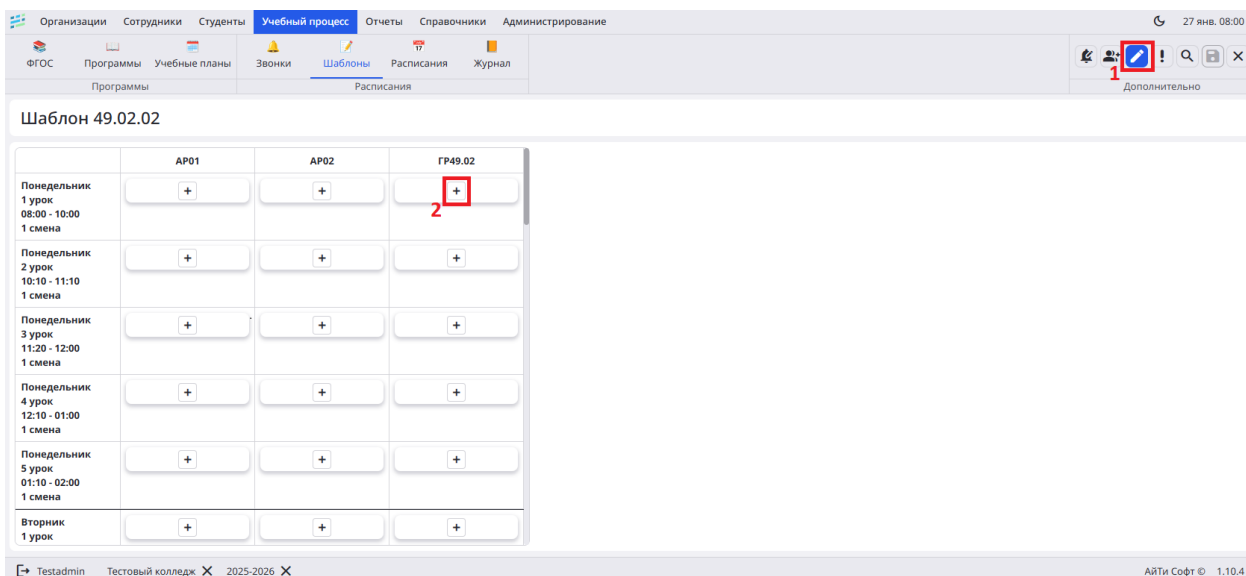 Организации Сотрудники Студенты Учебный процесс Отчеты Справочники Администрирование 27 янв. 08:00
ФГОС Программы Учебные планы Звонки Шаблоны Расписания Журнал
1
Программы Расписания Дополнительно
Шаблон 49.02.02
АР01 АР02 ГР49.02
Понедельник
1 урок
08:00 - 10:00
1 смена
+ + +
2
Понедельник
2 урок
10:10 - 11:10
1 смена
+ + +
Понедельник
3 урок
11:20 - 12:00
1 смена
+ + +
Понедельник
4 урок
12:10 - 01:00
1 смена
+ + +
Понедельник
5 урок
01:10 - 02:00
1 смена
+ + +
Вторник
1 урок
+ + +
Testadmin Тестовый колледж X 2025-2026 X АйТи Софт © 1.10.4